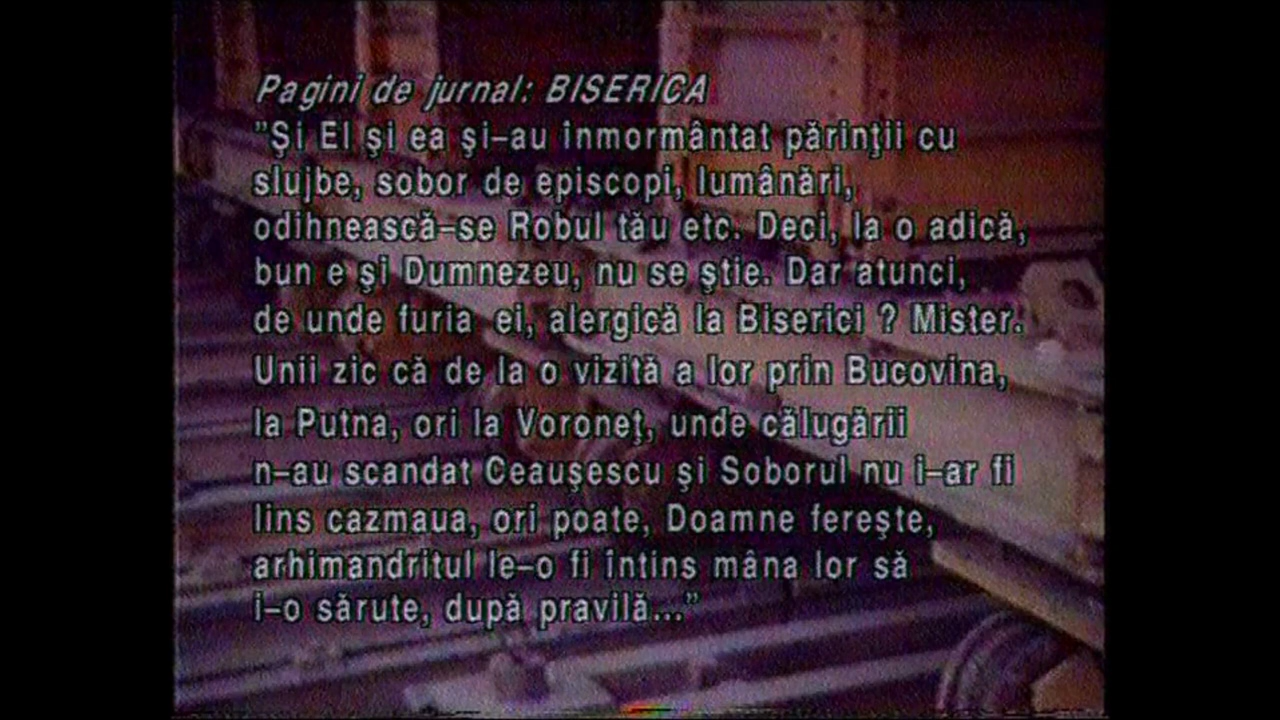 Pagini de jurnal: BISERICA
”Şi El şi ea şi-au înmormântat părinţii cu
slujbe, sobor de episcopi, lumânări,
odihnească-se Robul tău etc. Deci, la o adică,
bun e şi Dumnezeu, nu se ştie. Dar atunci,
de unde furia ei, alergică la Biserici ? Mister.
Unii zic că de la o vizită a lor prin Bucovina,
la Putna, ori la Voroneţ, unde călugării
n-au scandat Ceauşescu şi Soborul nu i-ar fi
lins cazmaua, ori poate, Doamne fereşte,
arhimandritul le-o fi întins mâna lor să
i-o sărute, după pravilă...”